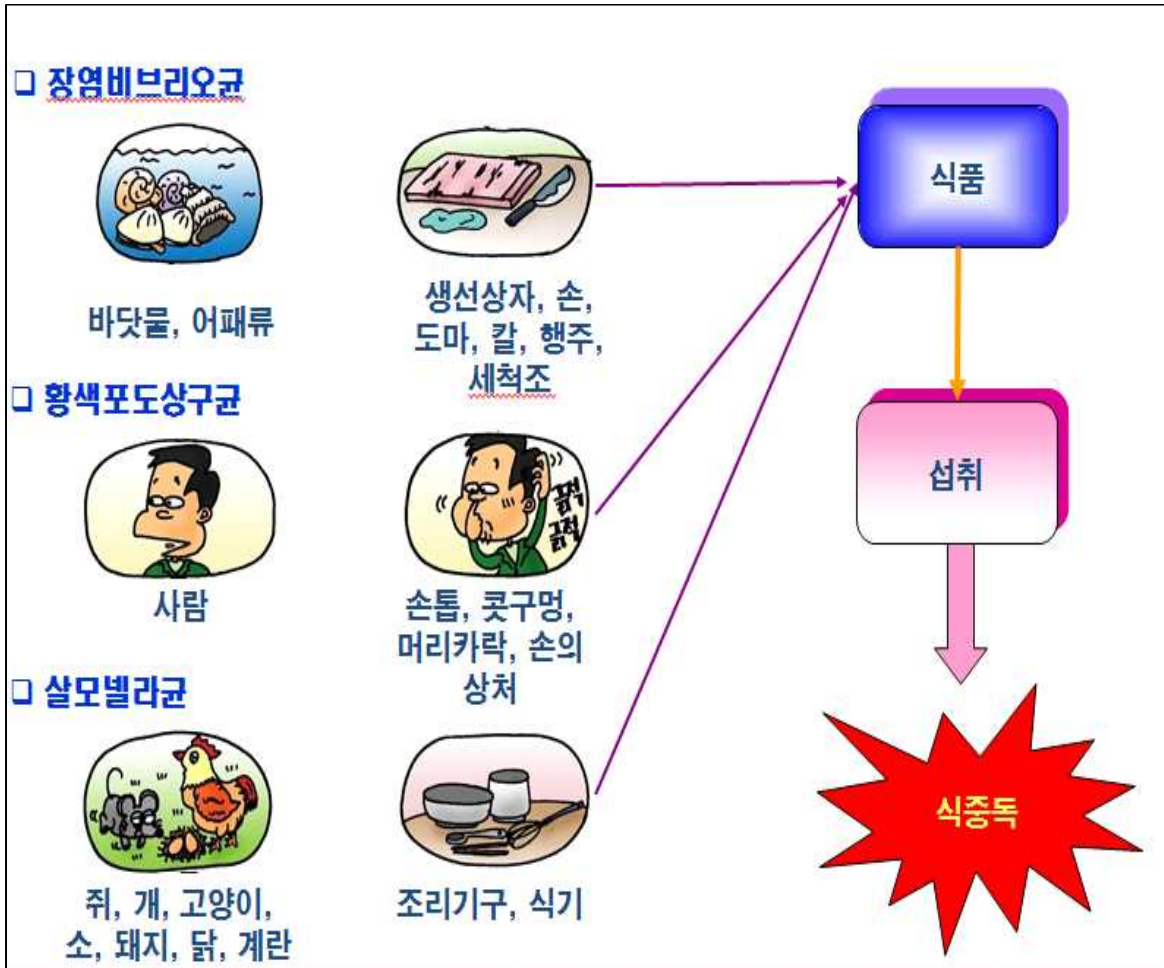 ❑ 장염비브리오균
바닷물, 어패류
생선상자, 손,
도마, 칼, 행주,
세척조
❑ 황색포도상구균
사람
긁적
긁적
손톱, 콧구멍,
머리카락, 손의
상처
❑ 살모넬라균
쥐, 개, 고양이,
소, 돼지, 닭, 계란
조리기구, 식기
식품
섭취
식중독